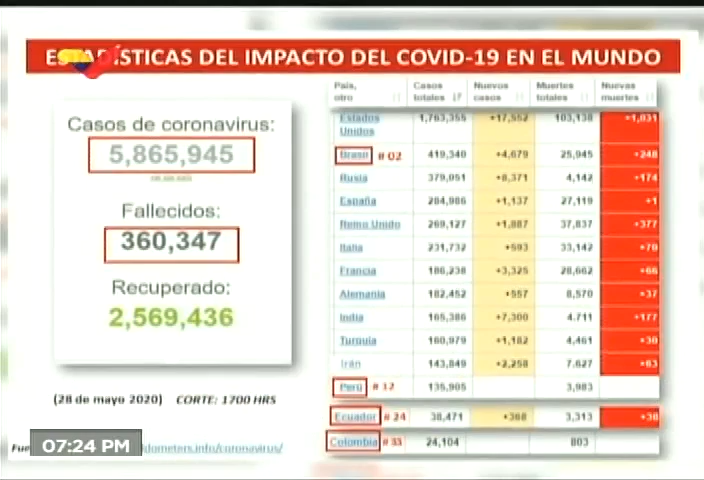 ESTADÍSTICAS DEL IMPACTO DEL COVID-19 EN EL MUNDO
Casos de coronavirus:
5,865,945
Fallecidos:
360,347
Recuperado:
2,569,436
(28 de mayo 2020) CORTE: 1700 HRS
07:24 PM
dometers.info/coronavirus/
País, otro Casos totales Nuevos casos Muertes totales Nuevas muertes
Estados Unidos 1,763,355 +17,552 103,138 +1,031
Brasil # 02 419,340 +4,679 25,945 +248
Rusia 379,051 +8,371 4,142 +174
España 284,986 +1,137 27,119 +1
Reino Unido 269,127 +1,887 37,837 +377
Italia 231,732 +593 33,142 +70
Francia 186,238 +3,325 28,662 +66
Alemania 182,452 +557 8,570 +37
India 165,386 +7,300 4.711 +177
Turquía 160,979 +1,182 4,461 +30
Irán 143,849 +2,258 7.627 +63
Perú # 12 135,905 3,983
Ecuador # 24 38,471 +368 3,313 +38
Colombia # 33 24,104 803